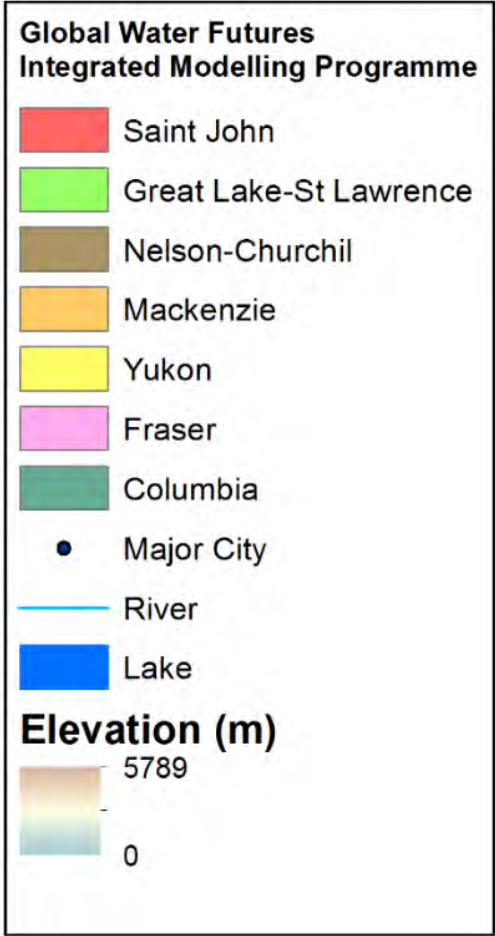 Global Water Futures
Integrated Modelling Programme
Saint John
Great Lake-St Lawrence
Nelson-Churchil
Mackenzie
Yukon
Fraser
Columbia
Major City
River
Lake
Elevation (m)
5789
0